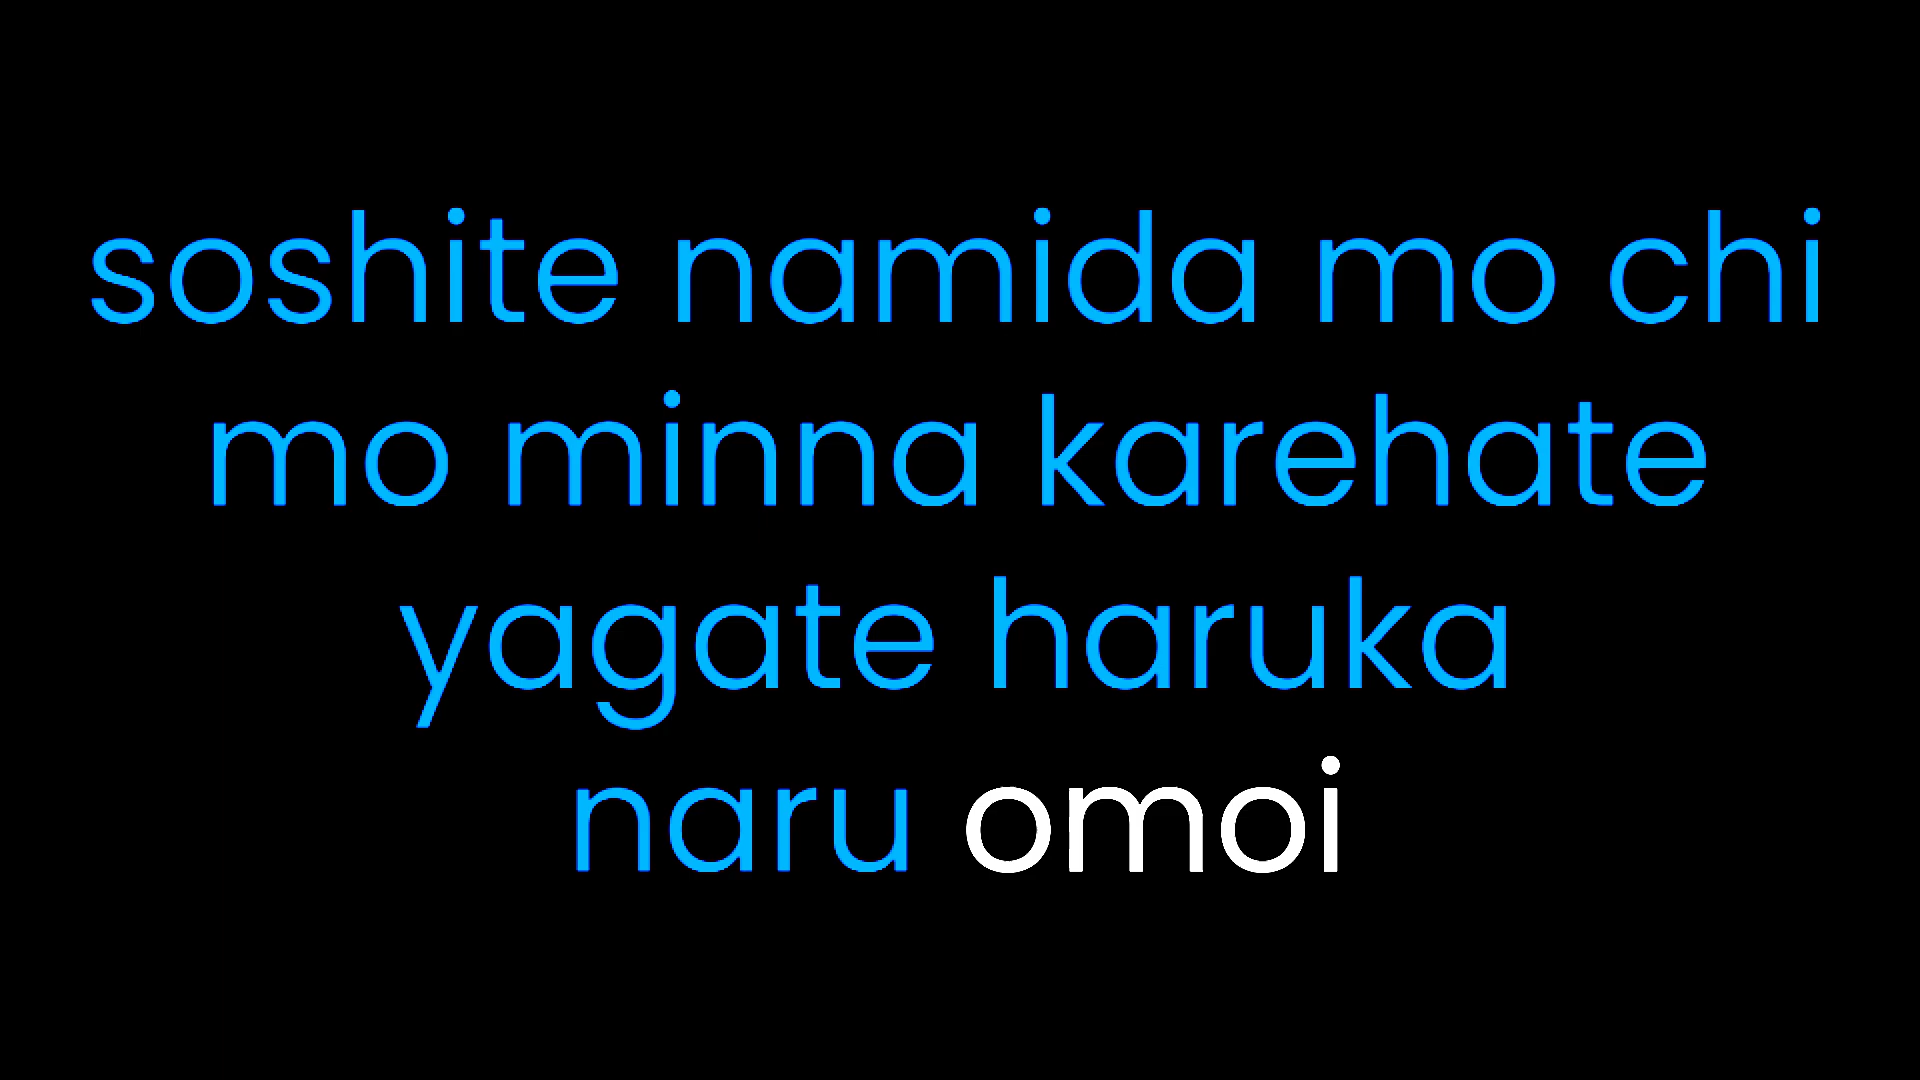 soshite namida mo chi
mo minna karehate
yagate haruka
naru omoi